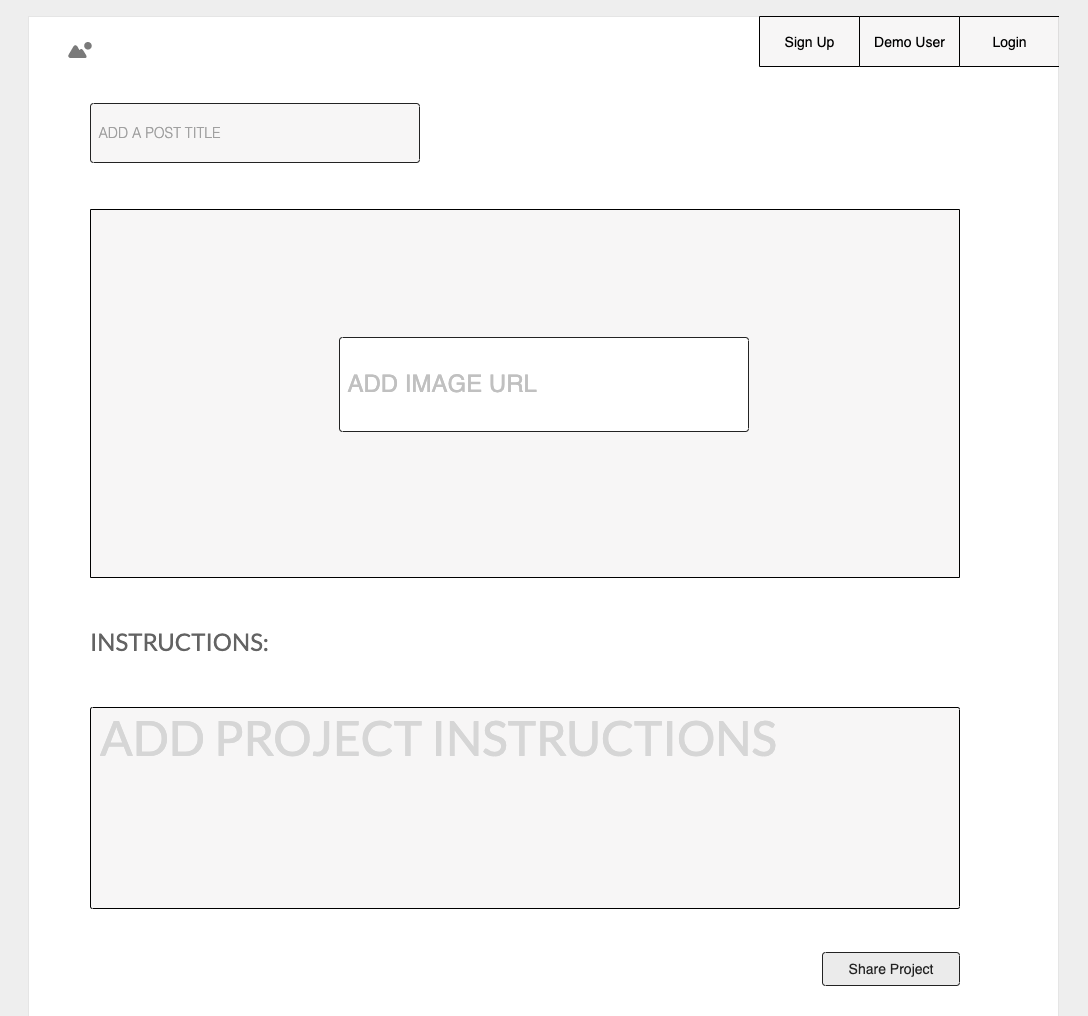 Sign Up
Demo User
Login
ADD A POST TITLE
ADD IMAGE URL
INSTRUCTIONS:
ADD PROJECT INSTRUCTIONS
Share Project